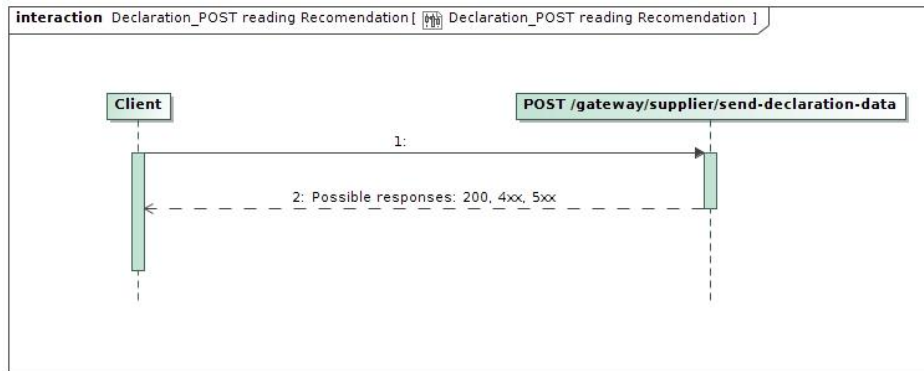 interaction Declaration_POST reading Recomendation[ Declaration_POST reading Recomendation ]
Client
POST /gateway/supplier/send-declaration-data
1:
2: Possible responses: 200, 4xx, 5xx